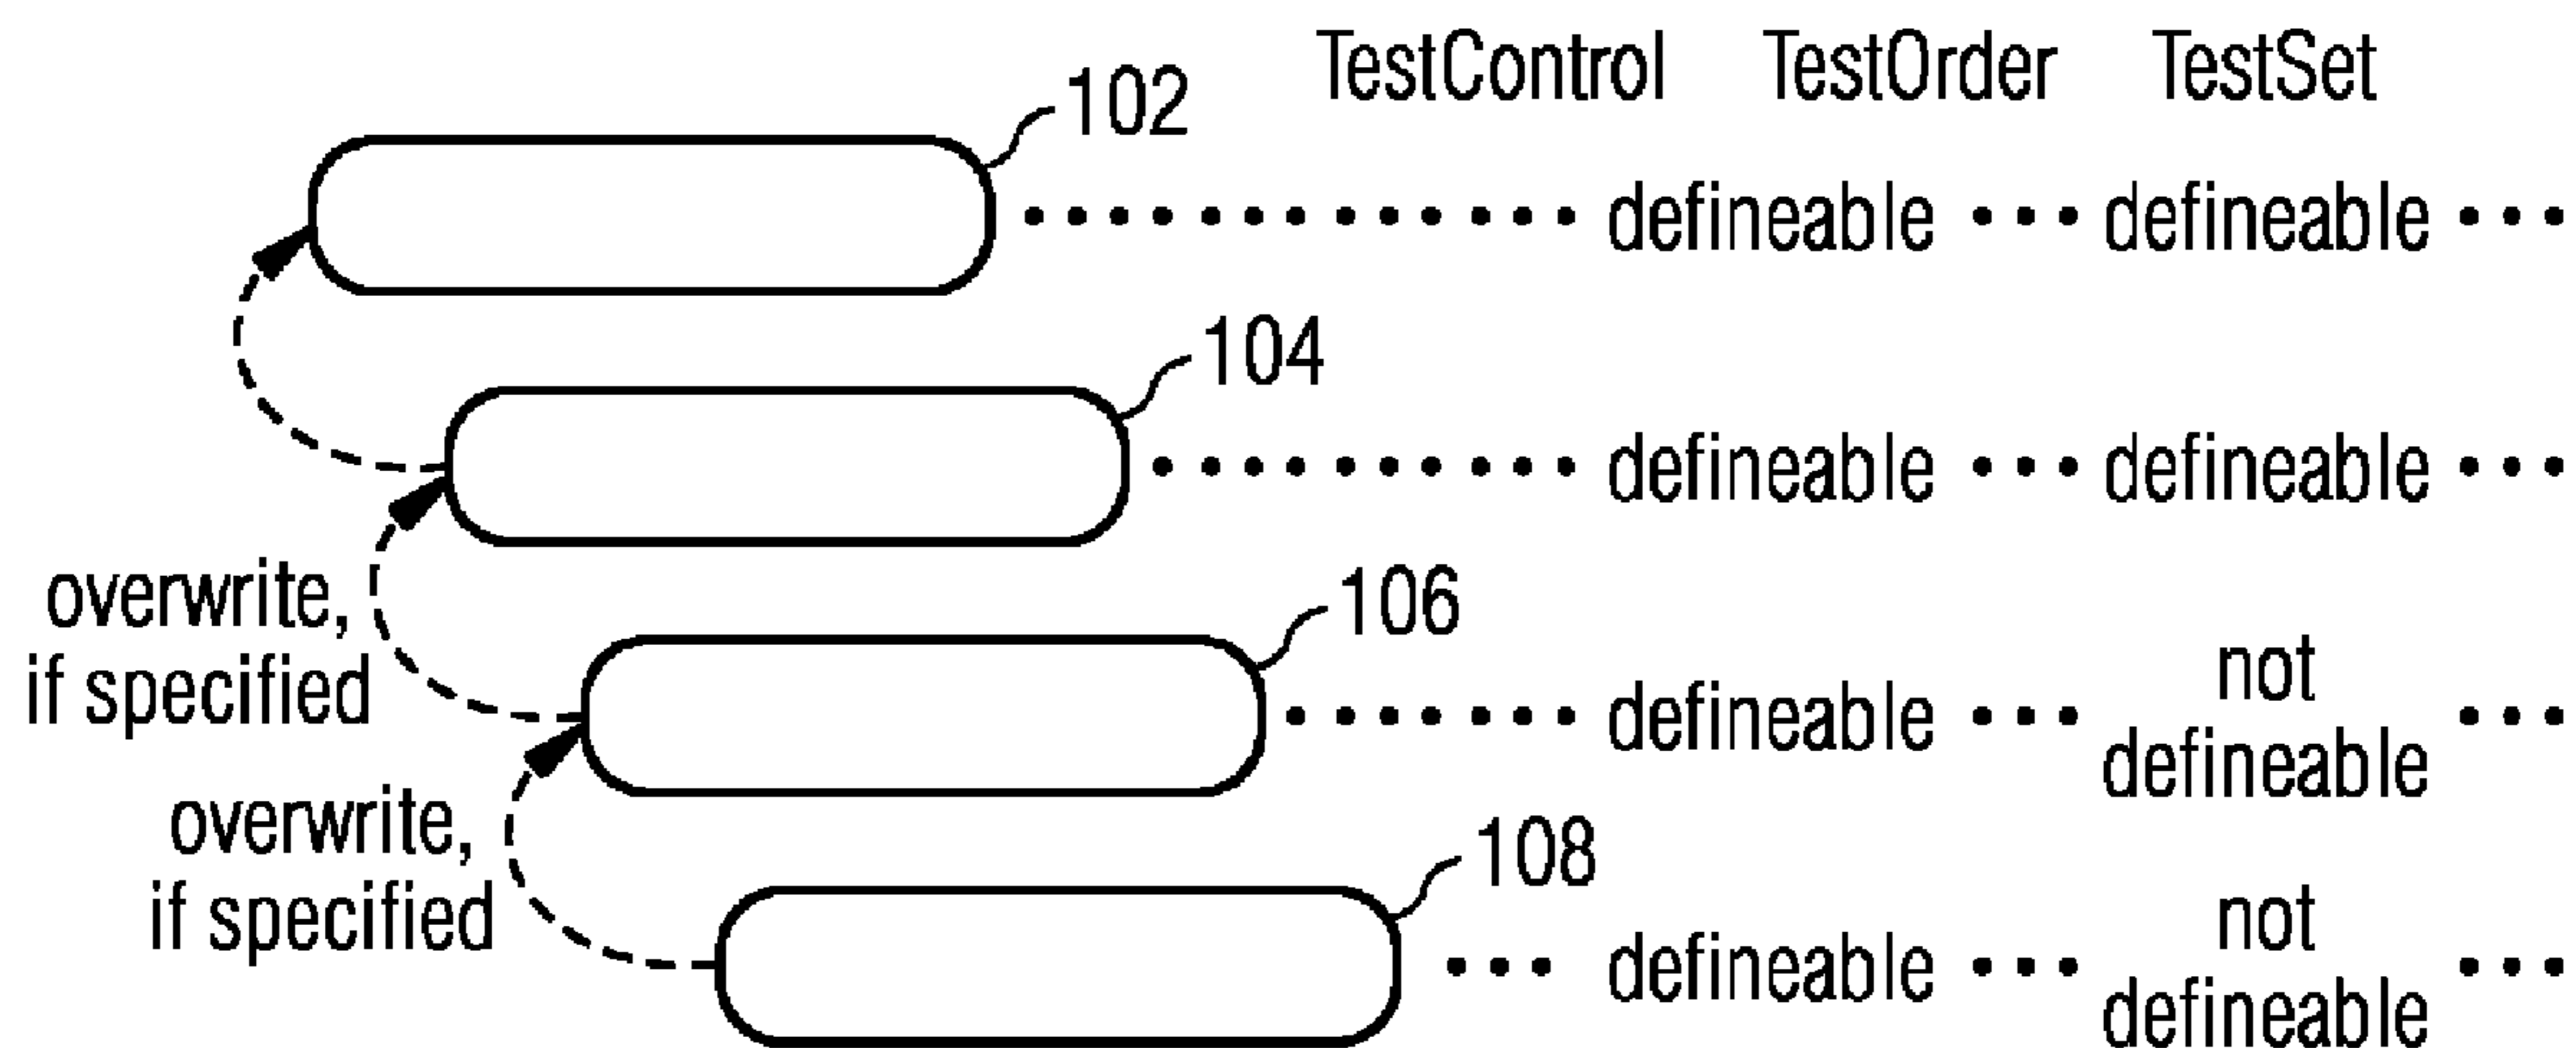 TestControl TestOrder TestSet
102
defineable defineable
104
defineable defineable
overwrite,
if specified
106
defineable not
defineable
overwrite,
if specified
108
defineable not
defineable